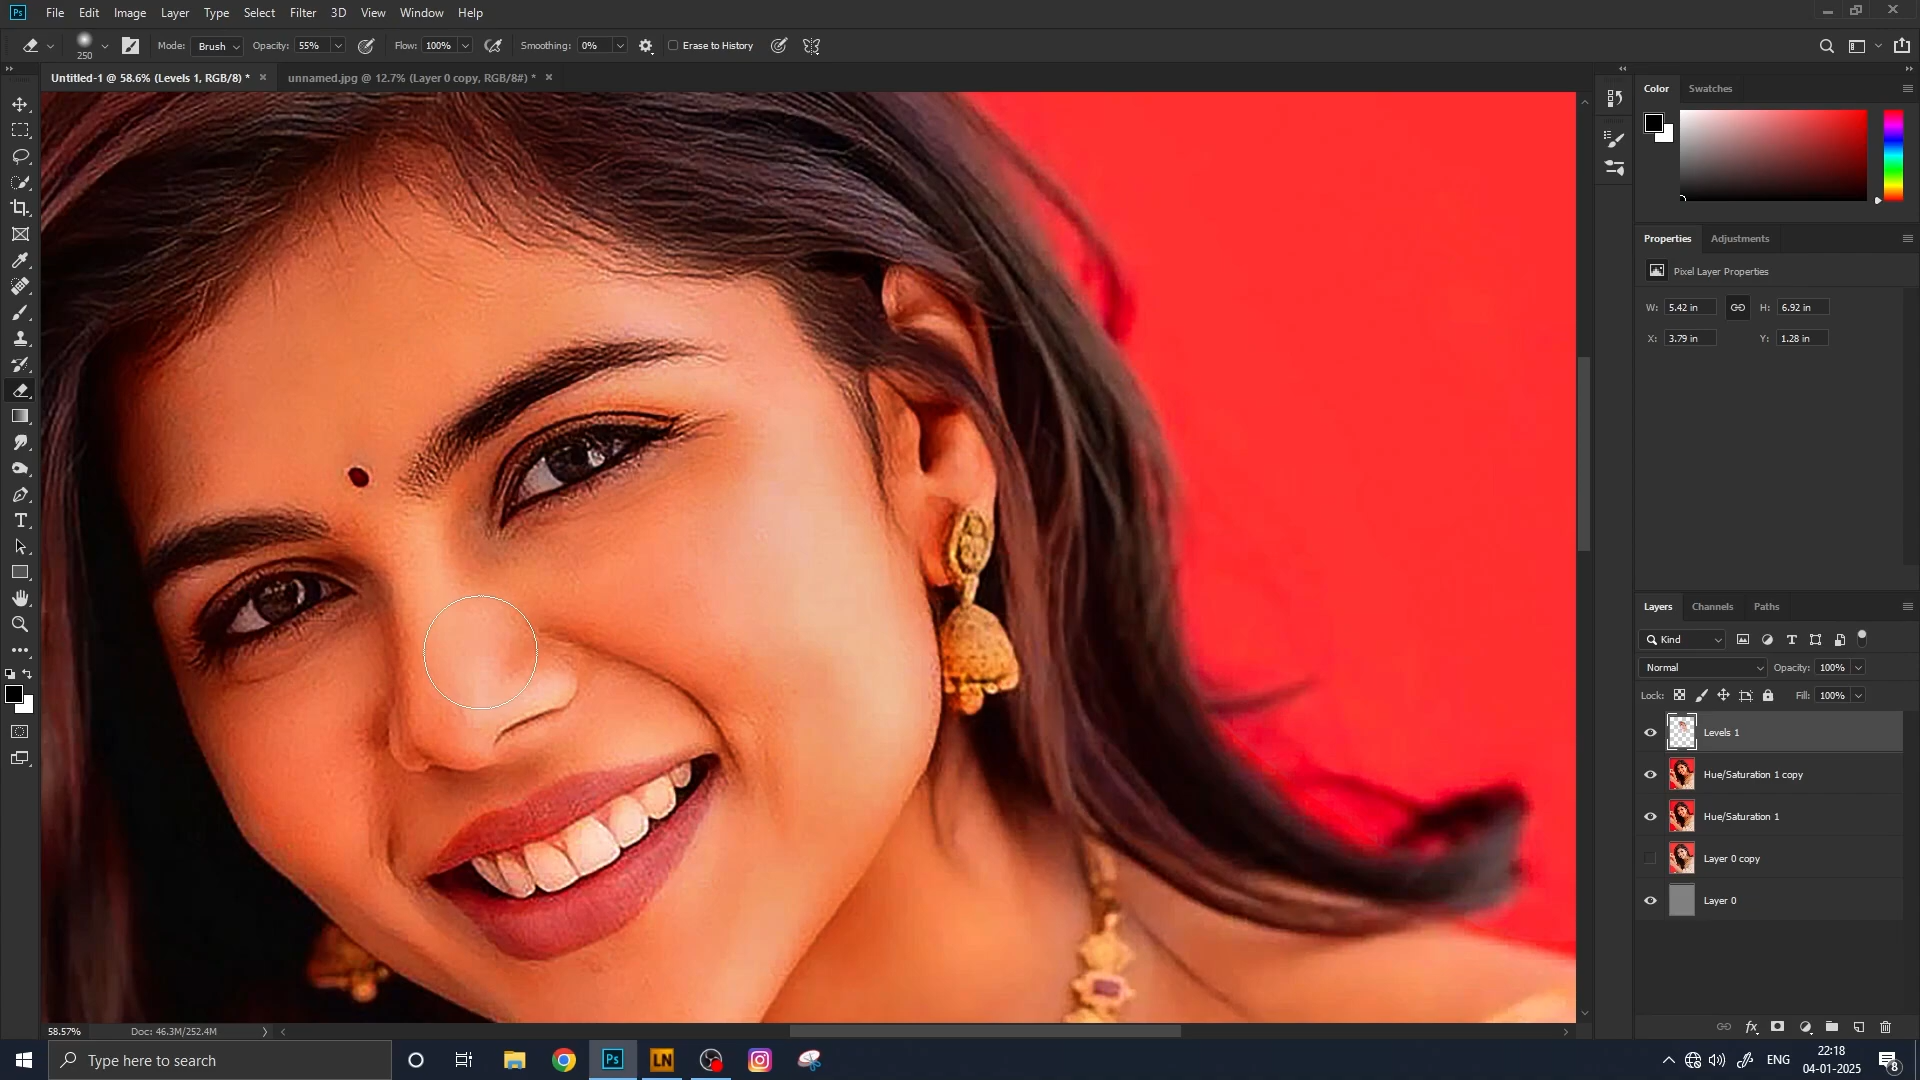 Ps File Edit Image Layer Type Select Filter 3D View Window Help
250 Mode: Brush Opacity: 55% Flow: 100% Smoothing: 0% Erase to History
Untitled-1 @ 58.6% (Levels 1, RGB/8) * × unnamed.jpg @ 12.7% (Layer 0 copy, RGB/8#) * ×
Color Swatches
Properties Adjustments
Pixel Layer Properties
W: 5.42 in H: 6.92 in
X: 3.79 in Y: 1.28 in
Layers Channels Paths
Kind
Normal Opacity: 100%
Lock: Fill: 100%
Levels 1
Hue/Saturation 1 copy
Hue/Saturation 1
Layer 0 copy
Layer 0
58.57% Doc: 46.3M/252.4M
Type here to search Ps LN ENG 22:18
04-01-2025 8